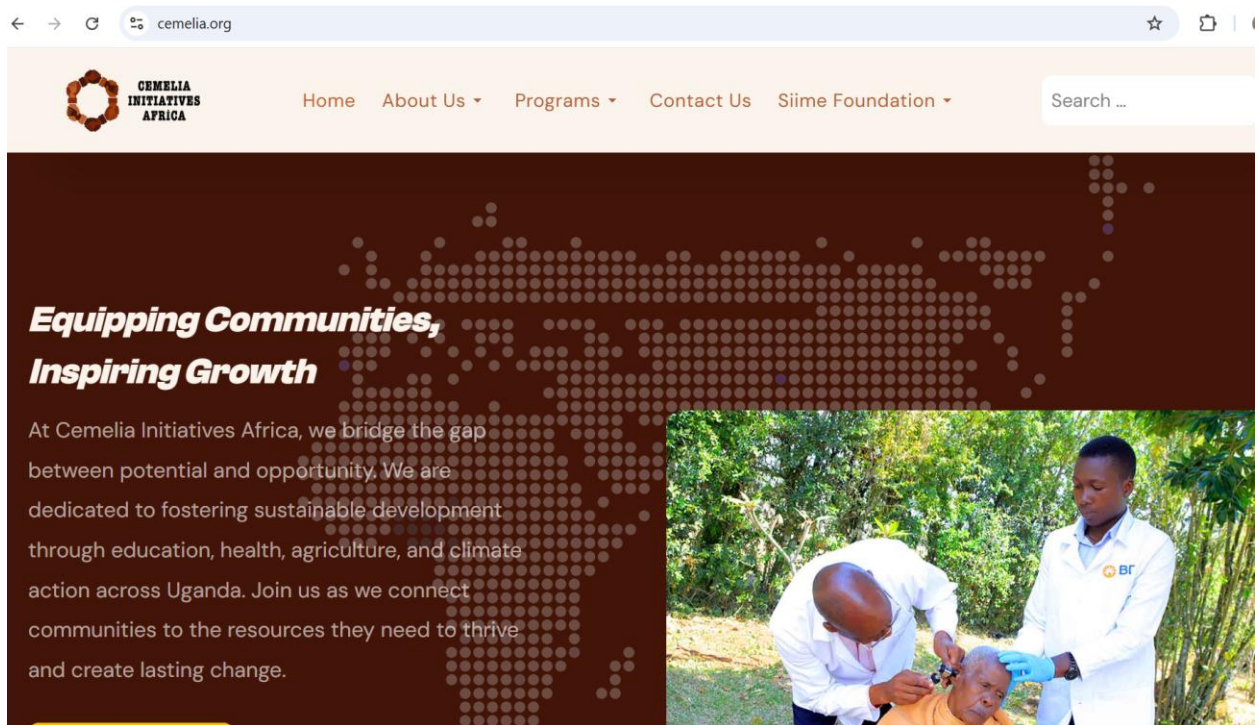 cemelia.org
CEMELIA
INITIATIVES
AFRICA
Home About Us Programs Contact Us Siime Foundation
Search ...
Equipping Communities,
Inspiring Growth
At Cemelia Initiatives Africa, we bridge the gap
between potential and opportunity. We are
dedicated to fostering sustainable development
through education, health, agriculture, and climate
action across Uganda. Join us as we connect
communities to the resources they need to thrive
and create lasting change.